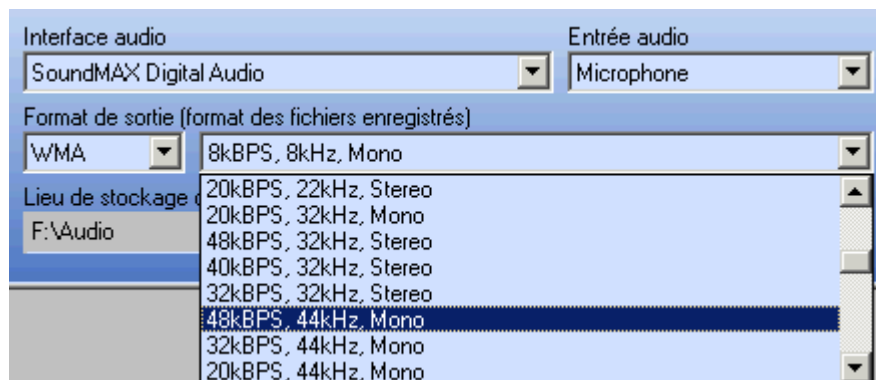 Interface audio
Entrée audio
SoundMAX Digital Audio
Microphone
Format de sortie (format des fichiers enregistrés)
WMA
8kBPS, 8kHz, Mono
Lieu de stockage
F:\Audio
20kBPS, 22kHz, Stereo
20kBPS, 32kHz, Mono
48kBPS, 32kHz, Stereo
40kBPS, 32kHz, Stereo
32kBPS, 32kHz, Stereo
48kBPS, 44kHz, Mono
32kBPS, 44kHz, Mono
20kBPS, 44kHz, Mono